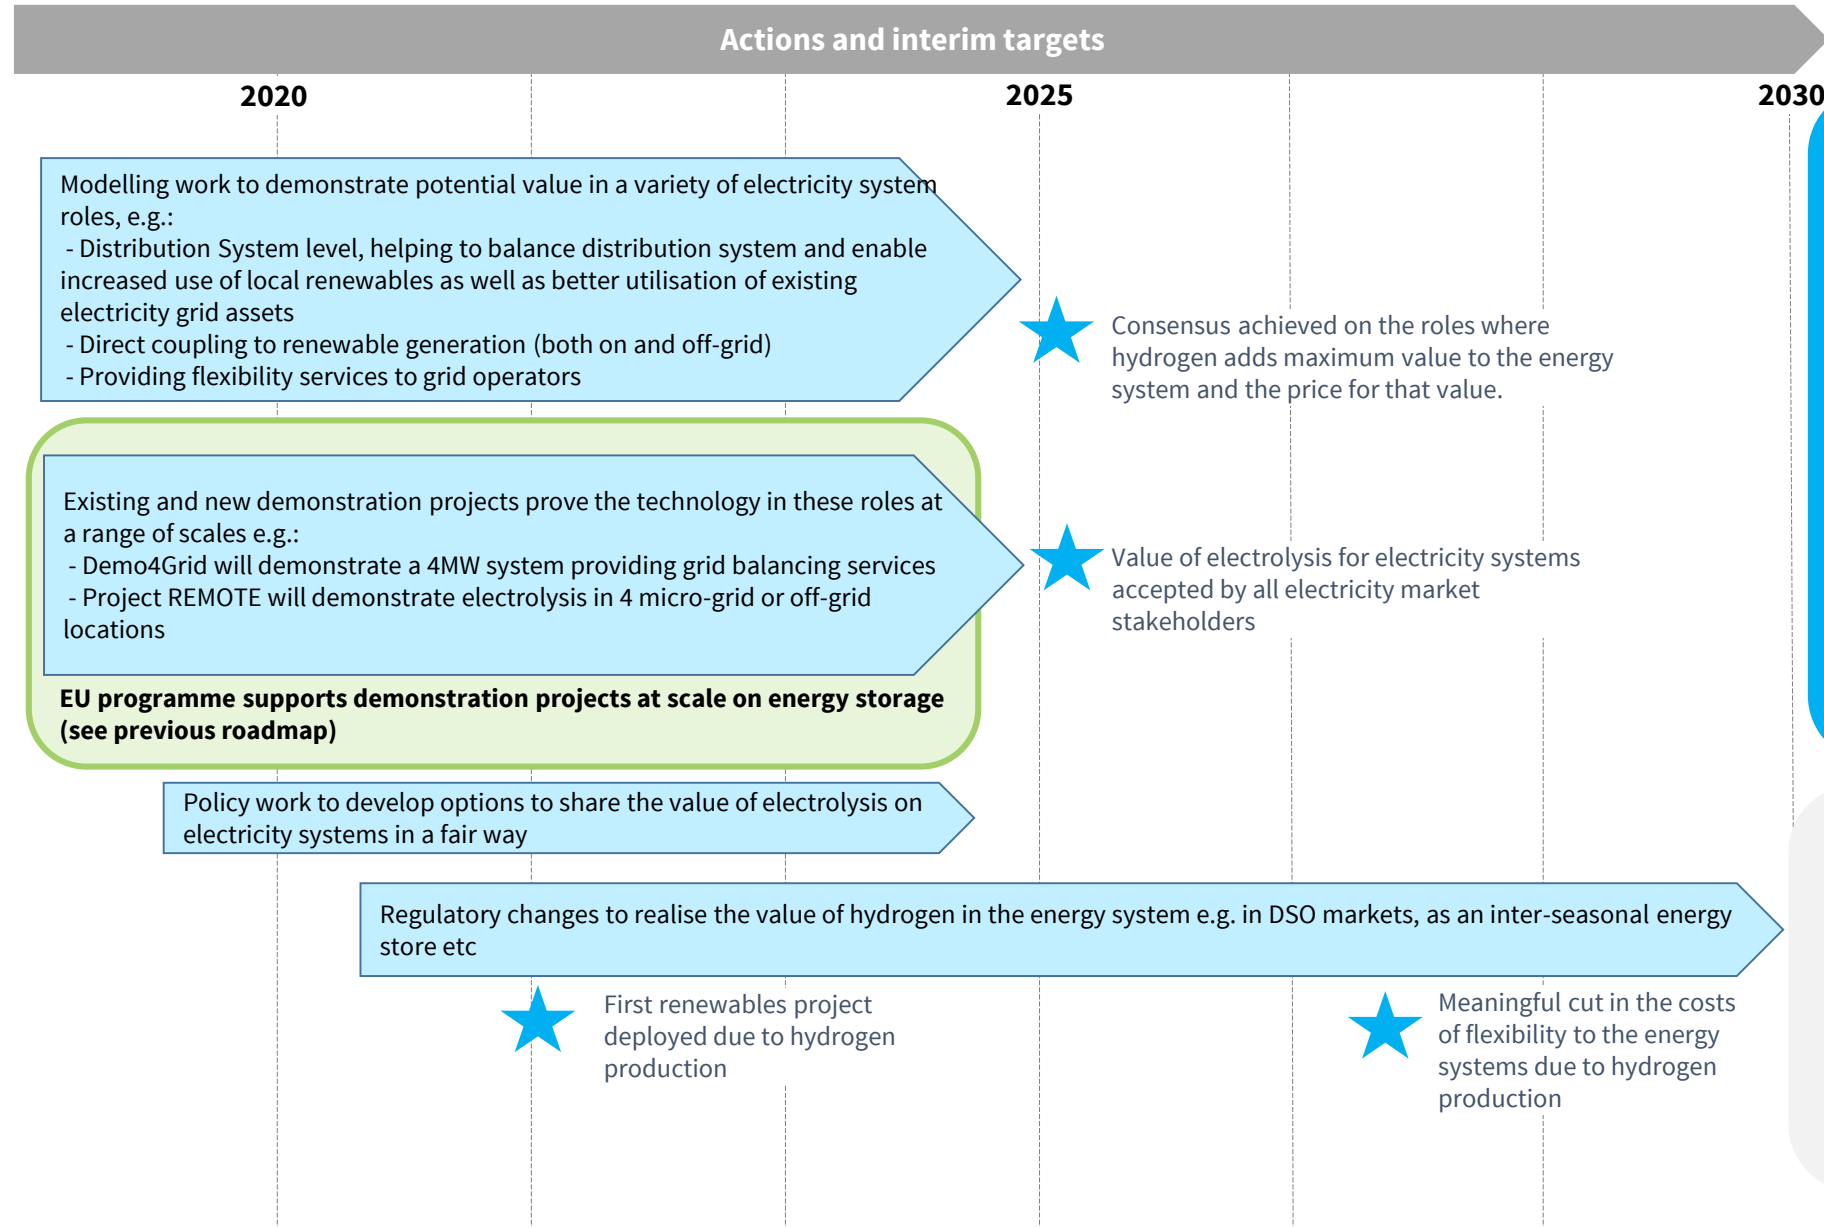 Actions and interim targets
2020
2025
2030
Modelling work to demonstrate potential value in a variety of electricity system
roles, e.g.:
- Distribution System level, helping to balance distribution system and enable
increased use of local renewables as well as better utilisation of existing
electricity grid assets
- Direct coupling to renewable generation (both on and off-grid)
- Providing flexibility services to grid operators
Consensus achieved on the roles where
hydrogen adds maximum value to the energy
system and the price for that value.
Existing and new demonstration projects prove the technology in these roles at
a range of scales e.g.:
- Demo4Grid will demonstrate a 4MW system providing grid balancing services
- Project REMOTE will demonstrate electrolysis in 4 micro-grid or off-grid
locations
EU programme supports demonstration projects at scale on energy storage
(see previous roadmap)
Value of electrolysis for electricity systems
accepted by all electricity market
stakeholders
Policy work to develop options to share the value of electrolysis on
electricity systems in a fair way
Regulatory changes to realise the value of hydrogen in the energy system e.g. in DSO markets, as an inter-seasonal energy
store etc
First renewables project
deployed due to hydrogen
production
Meaningful cut in the costs
of flexibility to the energy
systems due to hydrogen
production